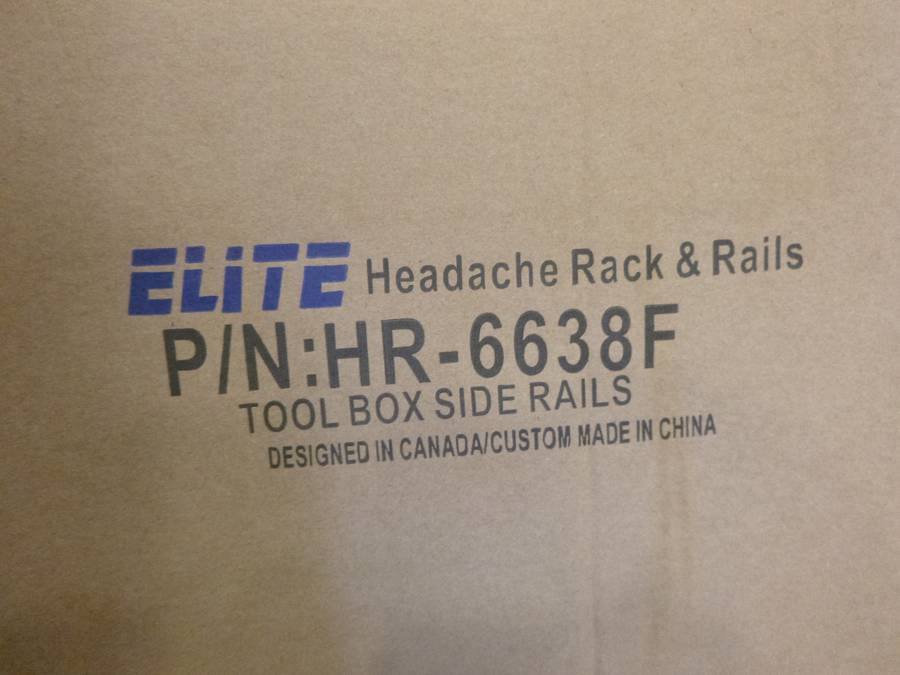 ELiTE Headache Rack & Rails
P/N:HR-6638F
TOOL BOX SIDE RAILS
DESIGNED IN CANADA/CUSTOM MADE IN CHINA